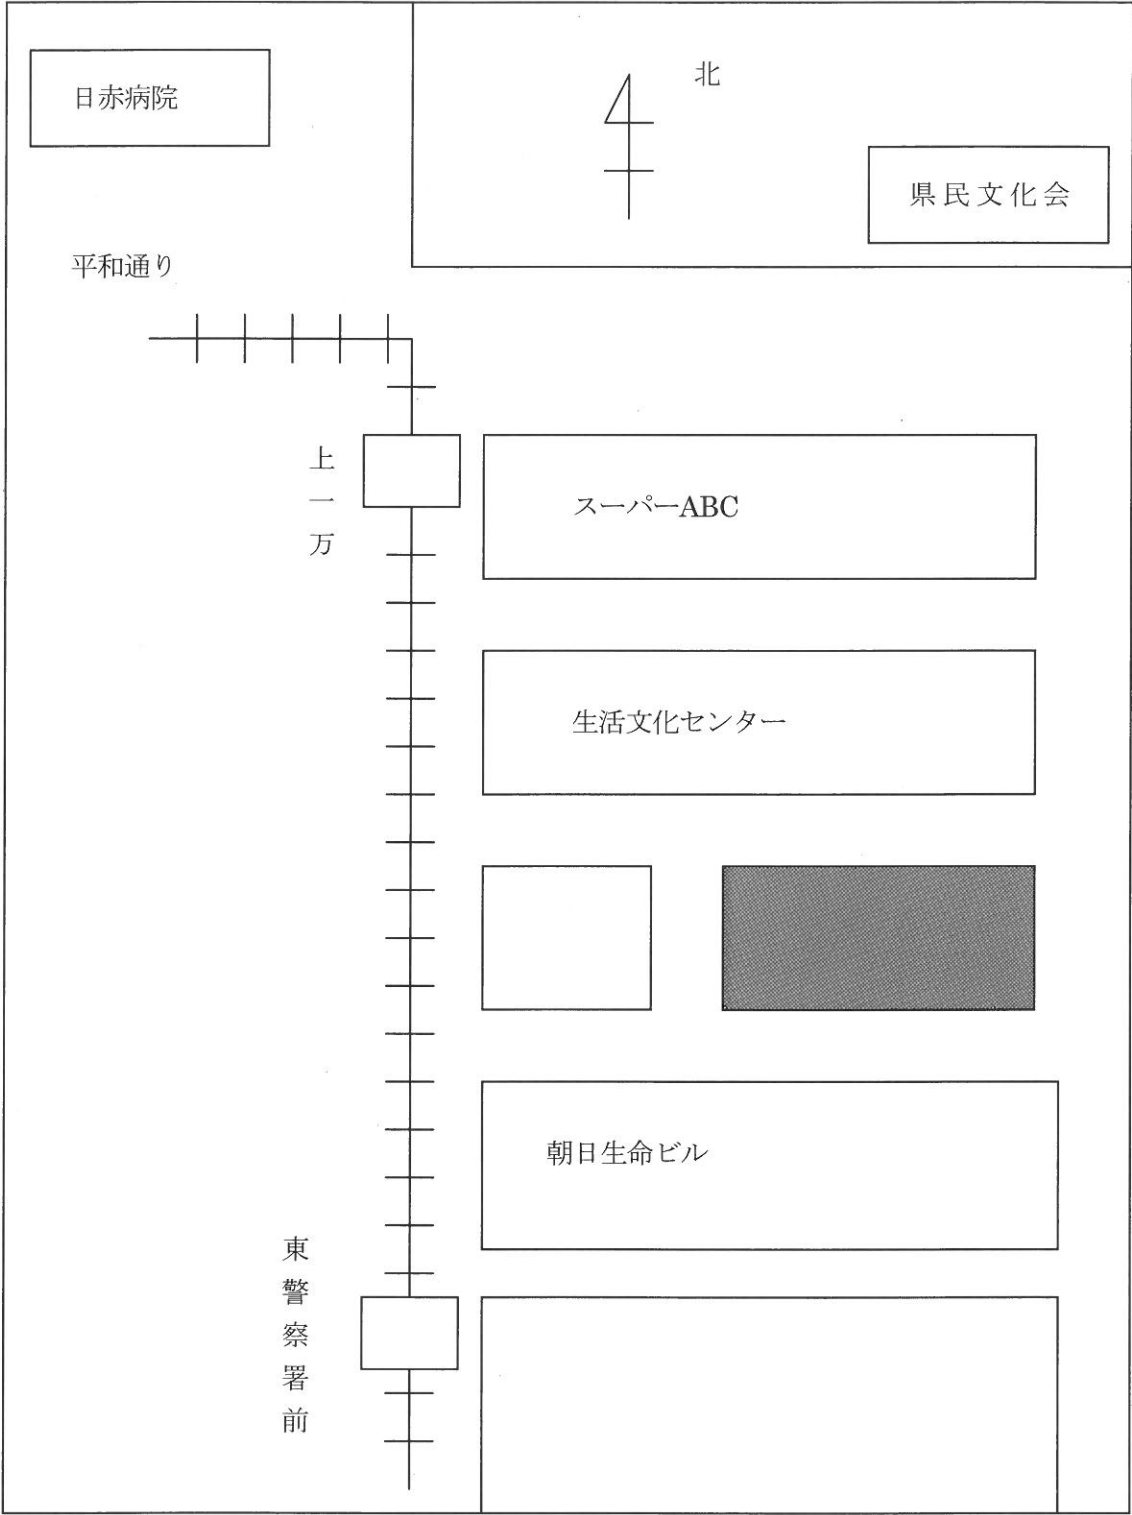 日赤病院
北
県民文化会
平和通り
上一万
スーパーABC
生活文化センター
朝日生命ビル
東警察署前